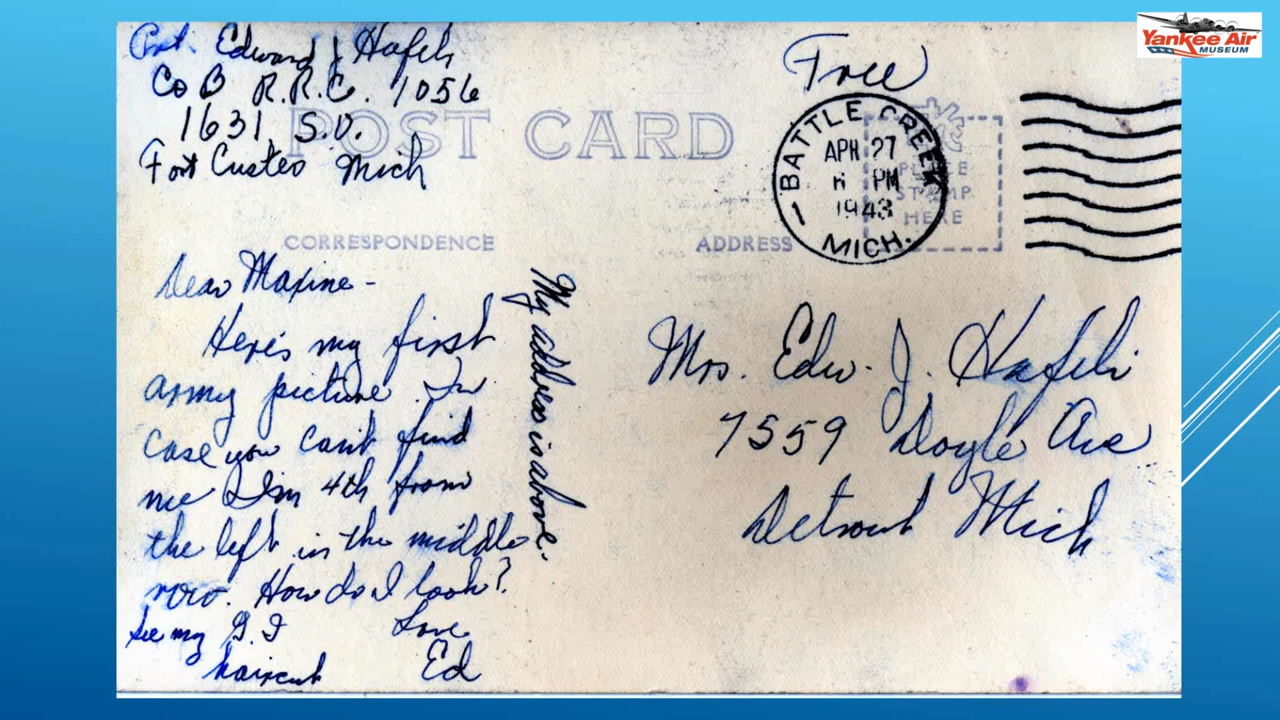 Pvt. Edward J Hafeli
Co B R.R.C. 1056
1631 S.U.
Fort Custer Mich
POST CARD
Free
BATTLE CREEK
APR 27
PM
1943
MICH.
1
PLACE
STAMP
HERE
CORRESPONDENCE
ADDRESS
Dear Maxine -
Here's my first
army picture. In
case you can't find
me I'm 4th from
the left in the middle
row. How do I look?
See my G.I
haircut
Love
Ed
My address is above.
Mrs. Edw. J. Hafeli
7559 Doyle Ave
Detroit Mich
Yankee Air
MUSEUM